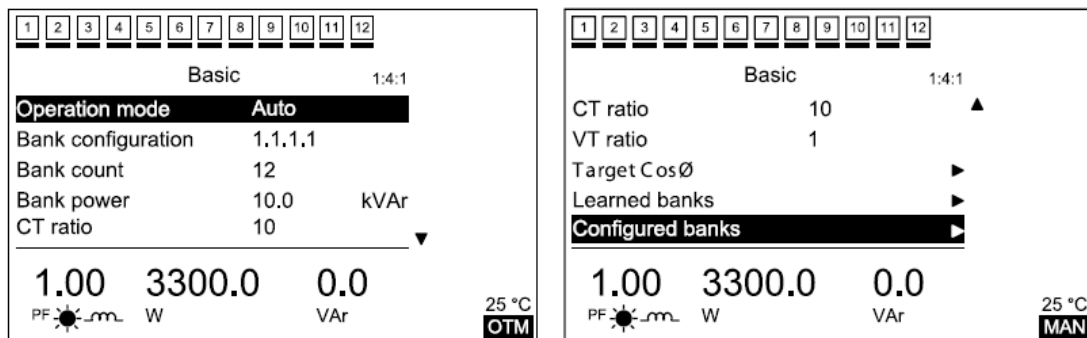 1 2 3 4 5 6 7 8 9 10 11 12
Basic 1:4:1
Operation mode Auto
Bank configuration 1.1.1.1
Bank count 12
Bank power 10.0 kVAr
CT ratio 10
1.00 3300.0 0.0
PF W VAr
25 °C
OTM
1 2 3 4 5 6 7 8 9 10 11 12
Basic 1:4:1
CT ratio 10
VT ratio 1
Target CosØ
Learned banks
Configured banks
1.00 3300.0 0.0
PF W VAr
25 °C
MAN